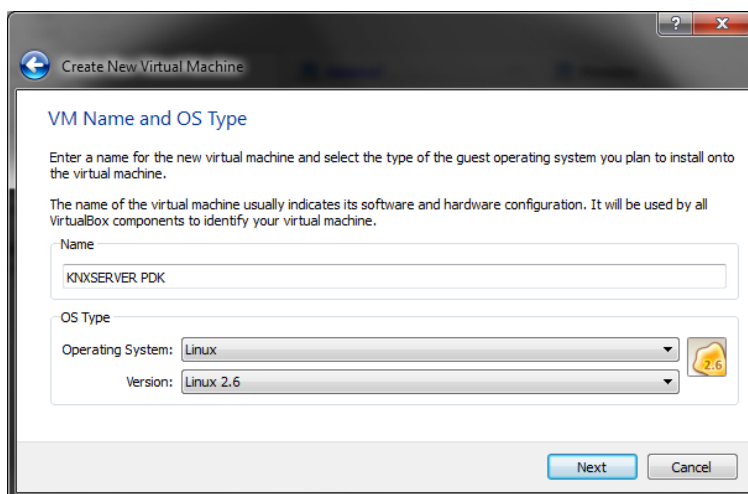 ?
Create New Virtual Machine
VM Name and OS Type
Enter a name for the new virtual machine and select the type of the guest operating system you plan to install onto
the virtual machine.
The name of the virtual machine usually indicates its software and hardware configuration. It will be used by all
VirtualBox components to identify your virtual machine.
Name
KNXSERVER PDK
OS Type
Operating System: Linux
2.6
Version: Linux 2.6
Next Cancel